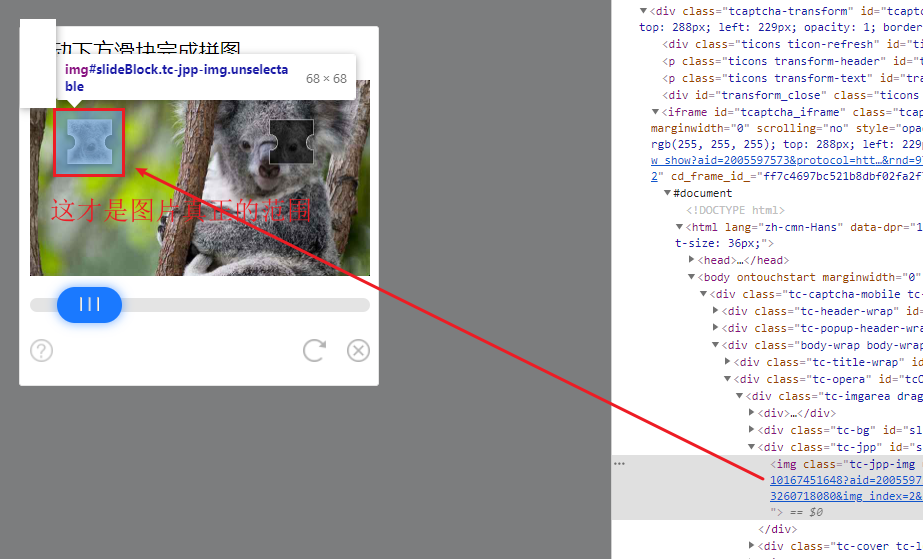 动下方滑块完成拼图
img#slideBlock.tc-jpp-img.unselecta
ble
68 × 68
这才是图片真正的范围
?
▼<div class="tcaptcha-transform" id="t
top: 288px; left: 229px; opacity: 1; border
<div class="ticons ticon-refresh" id="ti
<p class="ticons transform-header" id="t
<p class="ticons transform-text" id="tra
<div id="transform_close" class="ticons
▼<iframe id="tcaptcha_iframe" class="tcap
marginwidth="0" scrolling="no" style="opac
rgb(255, 255, 255); top: 288px; left: 229
w_show?aid=2005597573&protocol=htt…&rnd=9
2" cd_frame_id_="ff7c4697bc521b8dbf02fa2f
▼#document
<!DOCTYPE html>
▼<html lang="zh-cmn-Hans" data-dpr="1
t-size: 36px;">
▶<head>…</head>
▼<body ontouchstart marginwidth="0"
▼<div class="tc-captcha-mobile tc-
▶<div class="tc-header-wrap" id=
▶<div class="tc-popup-header-wra
▼<div class="body-wrap body-wrap
▶<div class="tc-title-wrap" id
▼<div class="tc-opera" id="tcO
▼<div class="tc-imgarea drag
▶<div>…</div>
▶<div class="tc-bg" id="sl
▼<div class="tc-jpp" id="s
… <img class="tc-jpp-img
10167451648?aid=2005597
3260718080&img_index=2&
"> == $0
</div>
▶<div class="tc-cover tc-l